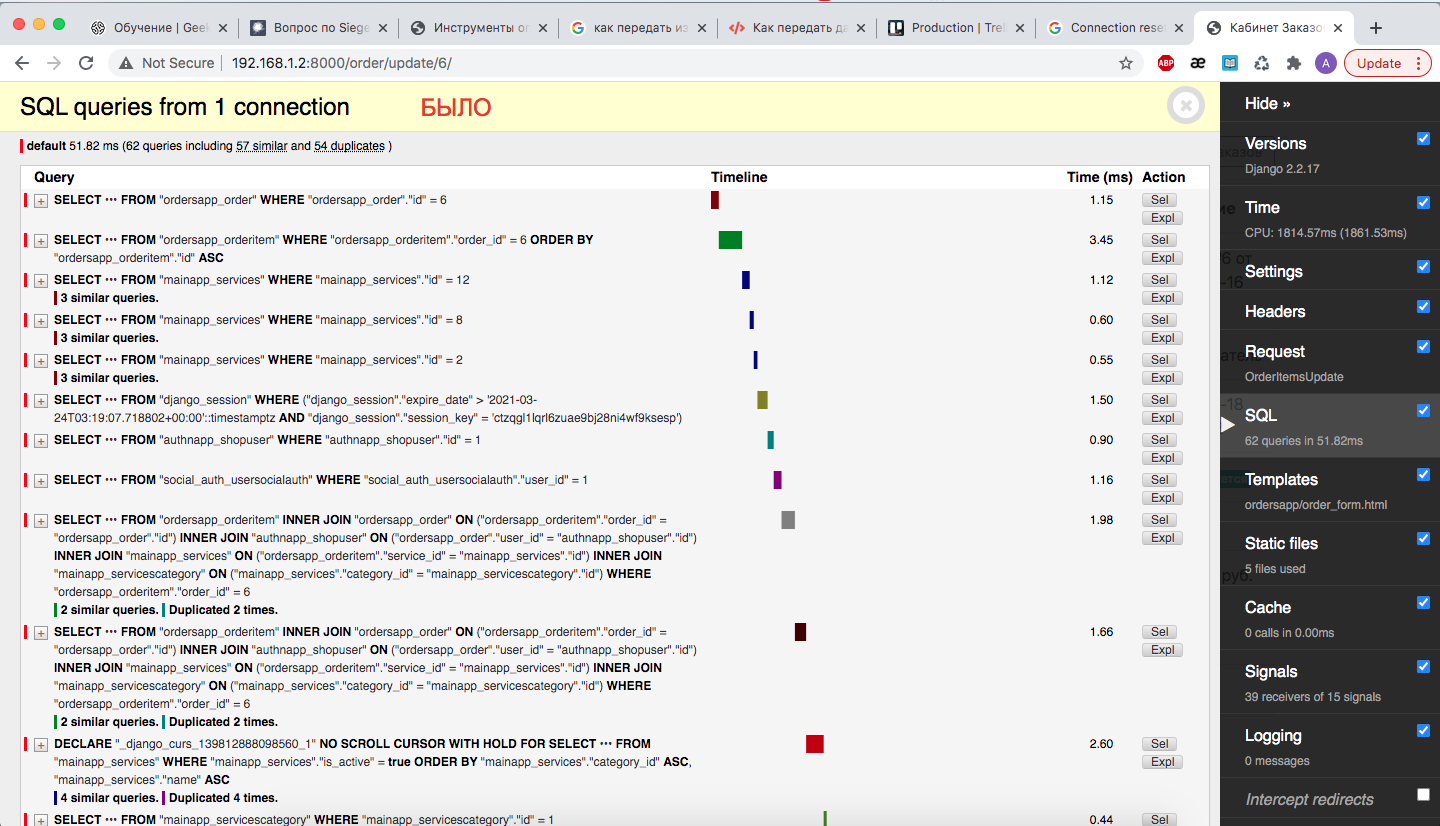 Обучение | Geek
Вопрос по Siege
Инструменты оп
как передать из
Как передать да
Production | Trel
Connection reset
Кабинет Заказо
Not Secure
192.168.1.2:8000/order/update/6/
ABP
æ
A
Update
SQL queries from 1 connection
БЫЛО
default 51.82 ms (62 queries including 57 similar and 54 duplicates )
Query Timeline Time (ms) Action
+ SELECT ••• FROM "ordersapp_order" WHERE "ordersapp_order"."id" = 6 1.15 Sel
Expl
+ SELECT ••• FROM "ordersapp_orderitem" WHERE "ordersapp_orderitem"."order_id" = 6 ORDER BY 3.45 Sel
"ordersapp_orderitem"."id" ASC Expl
+ SELECT ••• FROM "mainapp_services" WHERE "mainapp_services"."id" = 12 1.12 Sel
3 similar queries. Expl
+ SELECT ••• FROM "mainapp_services" WHERE "mainapp_services"."id" = 8 0.60 Sel
3 similar queries. Expl
+ SELECT ••• FROM "mainapp_services" WHERE "mainapp_services"."id" = 2 0.55 Sel
3 similar queries. Expl
+ SELECT ••• FROM "django_session" WHERE ("django_session"."expire_date" > '2021-03- 1.50 Sel
24T03:19:07.718802+00:00'::timestamptz AND "django_session"."session_key" = 'ctzqgl1lqrl6zuae9bj28ni4wf9ksesp') Expl
+ SELECT ••• FROM "authnapp_shopuser" WHERE "authnapp_shopuser"."id" = 1 0.90 Sel
Expl
+ SELECT ••• FROM "social_auth_usersocialauth" WHERE "social_auth_usersocialauth"."user_id" = 1 1.16 Sel
Expl
+ SELECT ••• FROM "ordersapp_orderitem" INNER JOIN "ordersapp_order" ON ("ordersapp_orderitem"."order_id" = 1.98 Sel
"ordersapp_order"."id") INNER JOIN "authnapp_shopuser" ON ("ordersapp_order"."user_id" = "authnapp_shopuser"."id") Expl
INNER JOIN "mainapp_services" ON ("ordersapp_orderitem"."service_id" = "mainapp_services"."id") INNER JOIN
"mainapp_servicescategory" ON ("mainapp_services"."category_id" = "mainapp_servicescategory"."id") WHERE
"ordersapp_orderitem"."order_id" = 6
2 similar queries. Duplicated 2 times.
+ SELECT ••• FROM "ordersapp_orderitem" INNER JOIN "ordersapp_order" ON ("ordersapp_orderitem"."order_id" = 1.66 Sel
"ordersapp_order"."id") INNER JOIN "authnapp_shopuser" ON ("ordersapp_order"."user_id" = "authnapp_shopuser"."id") Expl
INNER JOIN "mainapp_services" ON ("ordersapp_orderitem"."service_id" = "mainapp_services"."id") INNER JOIN
"mainapp_servicescategory" ON ("mainapp_services"."category_id" = "mainapp_servicescategory"."id") WHERE
"ordersapp_orderitem"."order_id" = 6
2 similar queries. Duplicated 2 times.
+ DECLARE "_django_curs_139812888098560_1" NO SCROLL CURSOR WITH HOLD FOR SELECT ••• FROM 2.60 Sel
"mainapp_services" WHERE "mainapp_services"."is_active" = true ORDER BY "mainapp_services"."category_id" ASC, Expl
"mainapp_services"."name" ASC
4 similar queries. Duplicated 4 times.
+ SELECT ••• FROM "mainapp_servicescategory" WHERE "mainapp_servicescategory"."id" = 1 0.44 Sel
Hide »
Versions
Django 2.2.17
Time
CPU: 1814.57ms (1861.53ms)
Settings
Headers
Request
OrderItemsUpdate
SQL
62 queries in 51.82ms
Templates
ordersapp/order_form.html
Static files
5 files used
Cache
0 calls in 0.00ms
Signals
39 receivers of 15 signals
Logging
0 messages
Intercept redirects